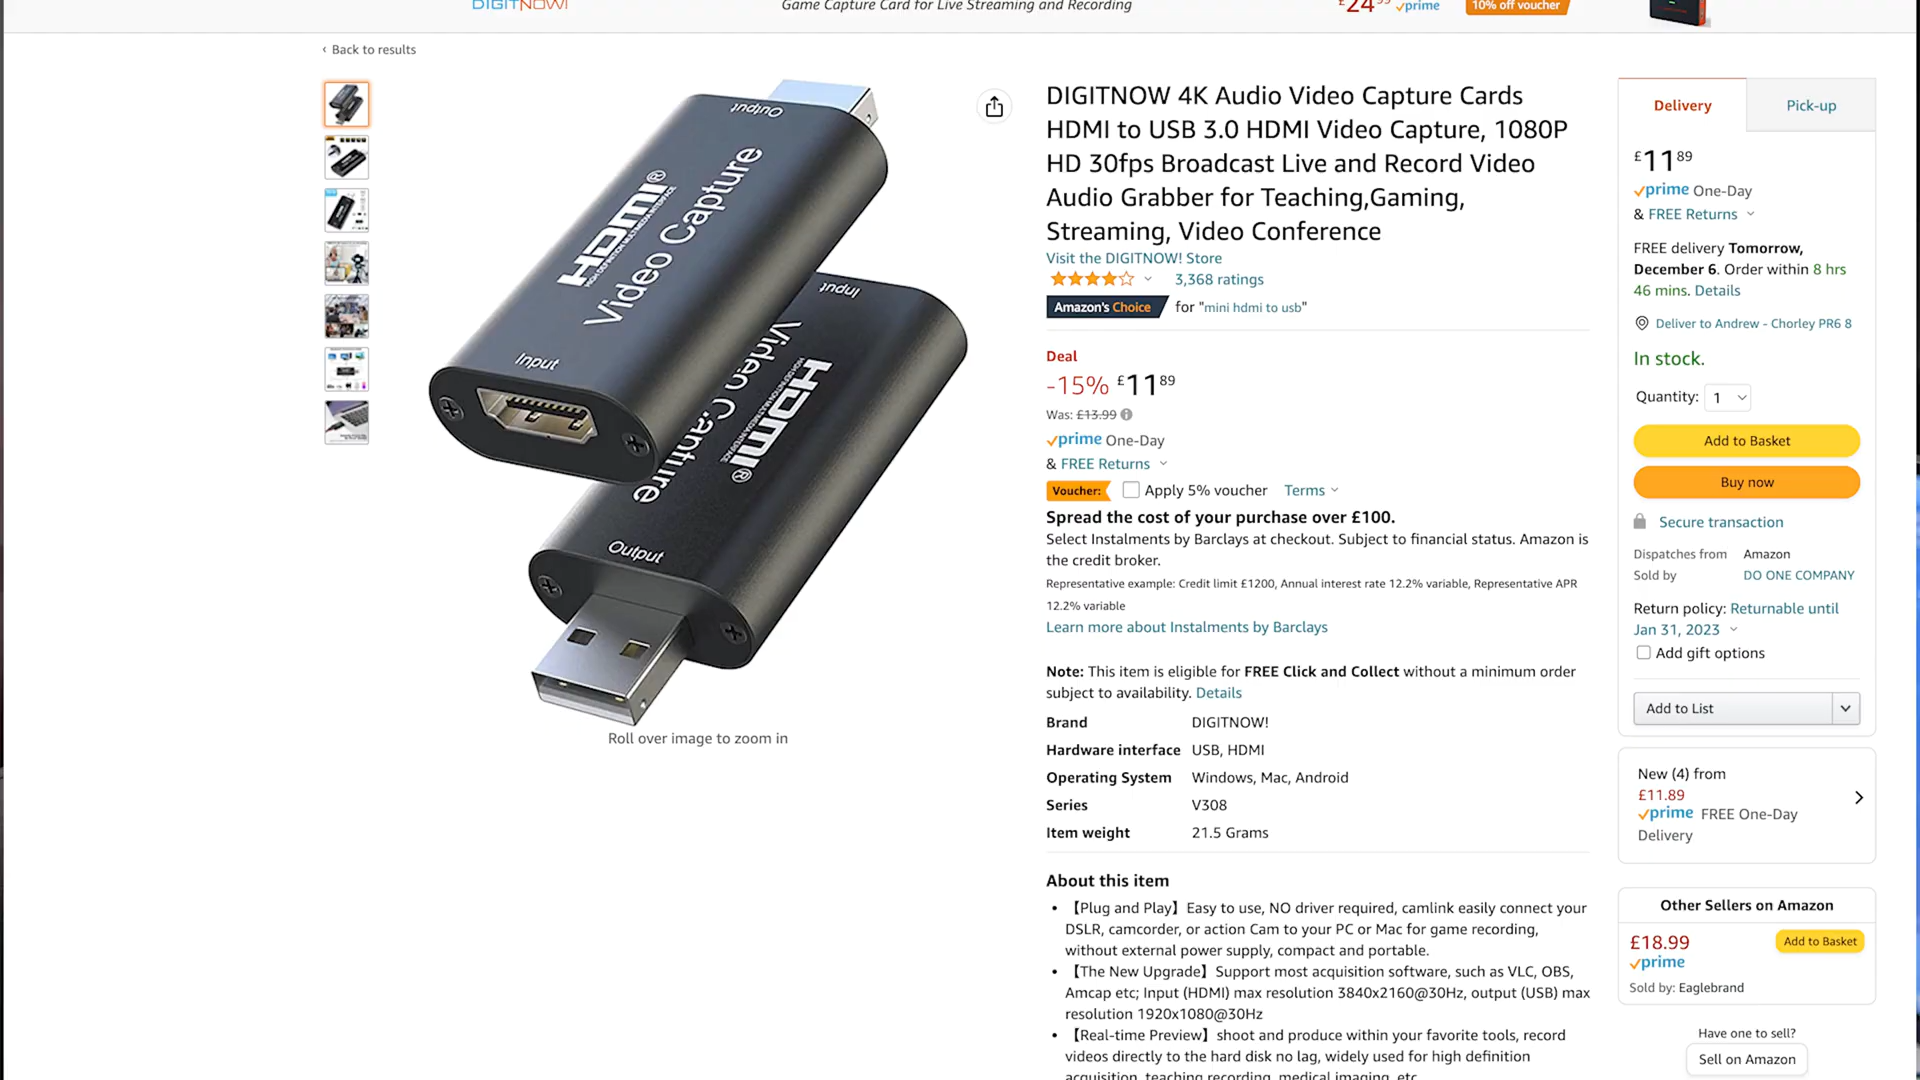 DIGITNOW!
Game Capture Card for Live Streaming and Recording
£24⁹⁹ prime
10% off voucher
‹ Back to results
Output
HDMI®
HIGH DEFINITION MULTIMEDIA INTERFACE
Video Capture
Input
Input
Video Capture
HDMI®
HIGH DEFINITION MULTIMEDIA INTERFACE
Output
Roll over image to zoom in
DIGITNOW 4K Audio Video Capture Cards
HDMI to USB 3.0 HDMI Video Capture, 1080P
HD 30fps Broadcast Live and Record Video
Audio Grabber for Teaching,Gaming,
Streaming, Video Conference
Visit the DIGITNOW! Store
3,368 ratings
Amazon's Choice for "mini hdmi to usb"
Deal
-15% £11⁸⁹
Was: £13.99
prime One-Day
& FREE Returns
Voucher: Apply 5% voucher Terms
Spread the cost of your purchase over £100.
Select Instalments by Barclays at checkout. Subject to financial status. Amazon is
the credit broker.
Representative example: Credit limit £1200, Annual interest rate 12.2% variable, Representative APR
12.2% variable
Learn more about Instalments by Barclays
Note: This item is eligible for FREE Click and Collect without a minimum order
subject to availability. Details
Brand DIGITNOW!
Hardware interface USB, HDMI
Operating System Windows, Mac, Android
Series V308
Item weight 21.5 Grams
About this item
• 【Plug and Play】Easy to use, NO driver required, camlink easily connect your
DSLR, camcorder, or action Cam to your PC or Mac for game recording,
without external power supply, compact and portable.
• 【The New Upgrade】Support most acquisition software, such as VLC, OBS,
Amcap etc; Input (HDMI) max resolution 3840x2160@30Hz, output (USB) max
resolution 1920x1080@30Hz
• 【Real-time Preview】shoot and produce within your favorite tools, record
videos directly to the hard disk no lag, widely used for high definition
acquisition, teaching recording, medical imaging, etc.
Delivery
Pick-up
£11⁸⁹
prime One-Day
& FREE Returns
FREE delivery Tomorrow,
December 6. Order within 8 hrs
46 mins. Details
Deliver to Andrew - Chorley PR6 8
In stock.
Quantity: 1
Add to Basket
Buy now
Secure transaction
Dispatches from Amazon
Sold by DO ONE COMPANY
Return policy: Returnable until
Jan 31, 2023
Add gift options
Add to List
New (4) from
£11.89
prime FREE One-Day
Delivery
Other Sellers on Amazon
£18.99
Add to Basket
prime
Sold by: Eaglebrand
Have one to sell?
Sell on Amazon